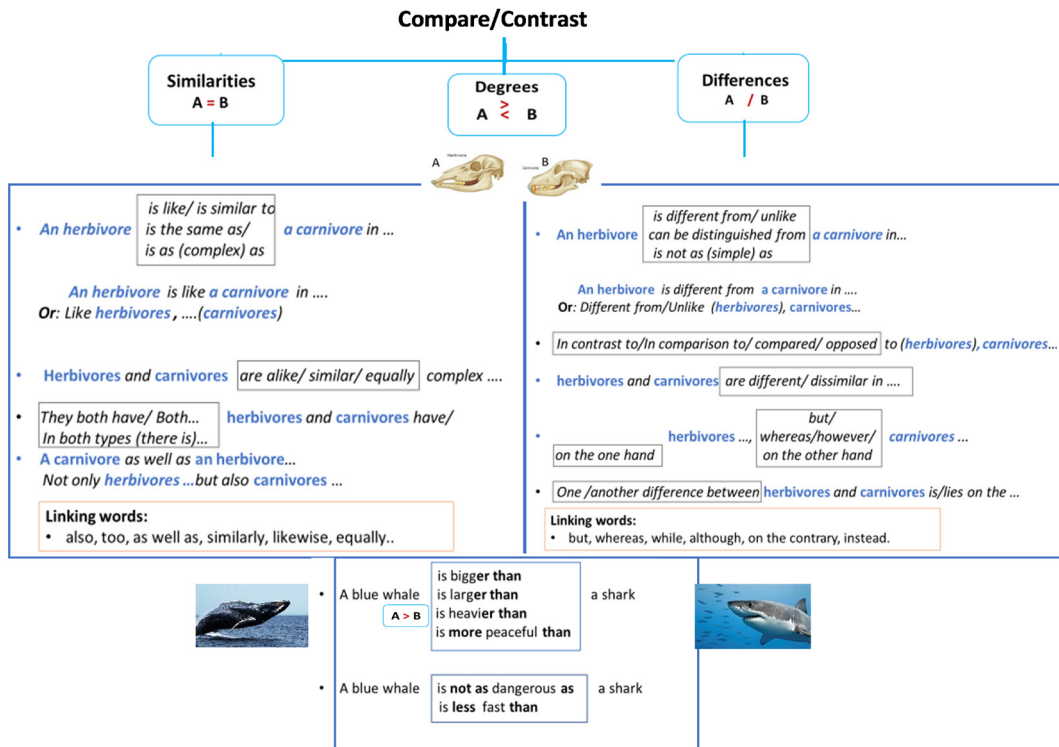 Compare/Contrast
Similarities
A = B
Degrees
>
A < B
Differences
A / B
A
Herbivore
B
Carnivore
• An herbivore
is like/ is similar to
is the same as/
is as (complex) as
a carnivore in ...
An herbivore is like a carnivore in ....
Or: Like herbivores , ....(carnivores)
• Herbivores and carnivores are alike/ similar/ equally complex ....
• They both have/ Both...
In both types (there is)...
herbivores and carnivores have/
• A carnivore as well as an herbivore...
Not only herbivores ...but also carnivores ...
Linking words:
• also, too, as well as, similarly, likewise, equally..
• An herbivore
is different from/ unlike
can be distinguished from
is not as (simple) as
a carnivore in...
An herbivore is different from a carnivore in ....
Or: Different from/Unlike (herbivores), carnivores...
• In contrast to/In comparison to/ compared/ opposed to (herbivores), carnivores...
• herbivores and carnivores are different/ dissimilar in ....
•
on the one hand
herbivores ...,
but/
whereas/however/
on the other hand
carnivores ...
• One /another difference between herbivores and carnivores is/lies on the ...
Linking words:
• but, whereas, while, although, on the contrary, instead.
• A blue whale
A > B
is bigger than
is larger than
is heavier than
is more peaceful than
a shark
• A blue whale
is not as dangerous as
is less fast than
a shark